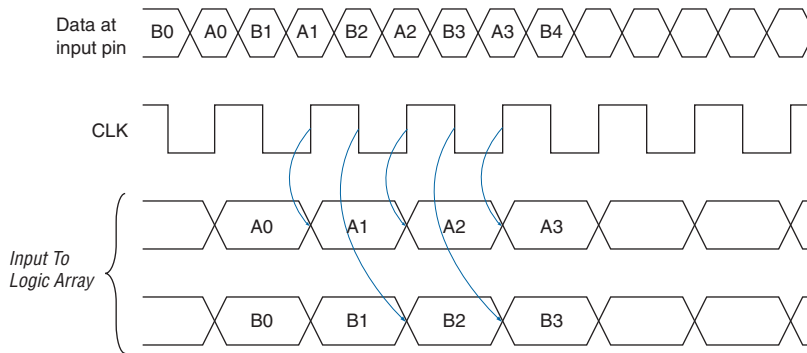 Data at
input pin
B0 A0 B1 A1 B2 A2 B3 A3 B4
CLK
Input To
Logic Array
A0 A1 A2 A3
B0 B1 B2 B3